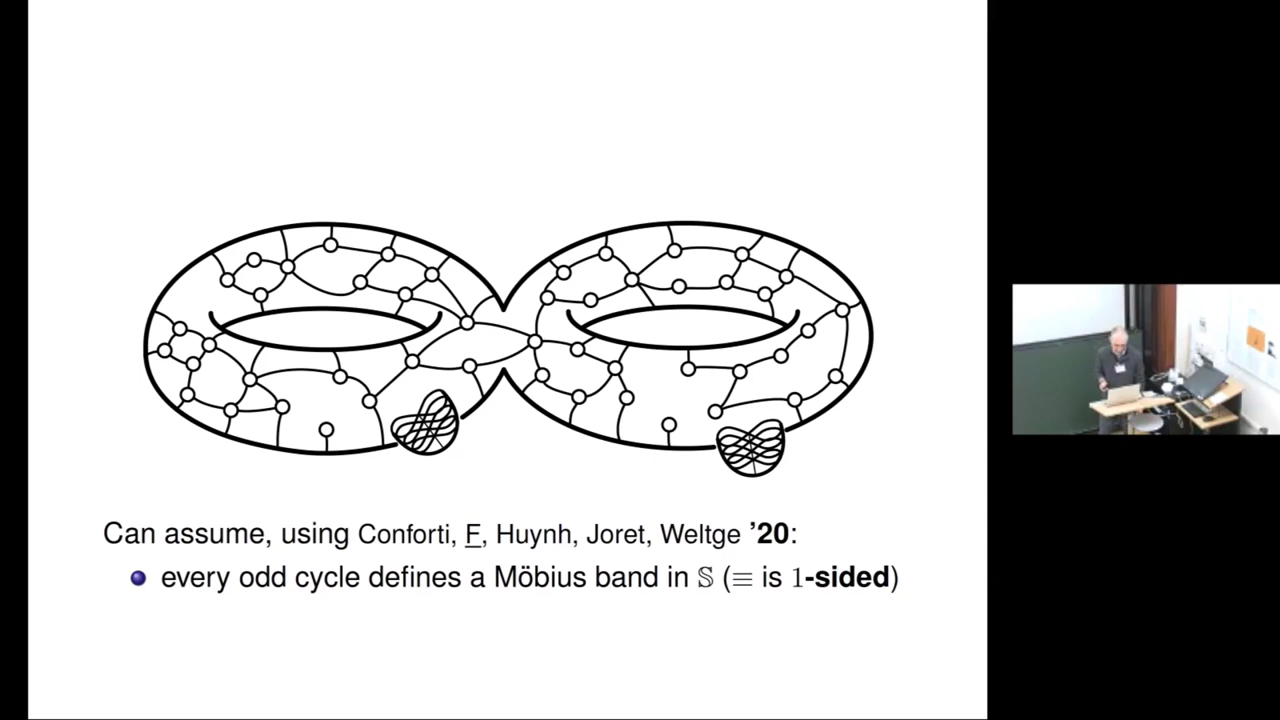 Can assume, using Conforti, F, Huynh, Joret, Weltge ’20:
every odd cycle defines a Möbius band in 𝕊 (≡ is 1-sided)